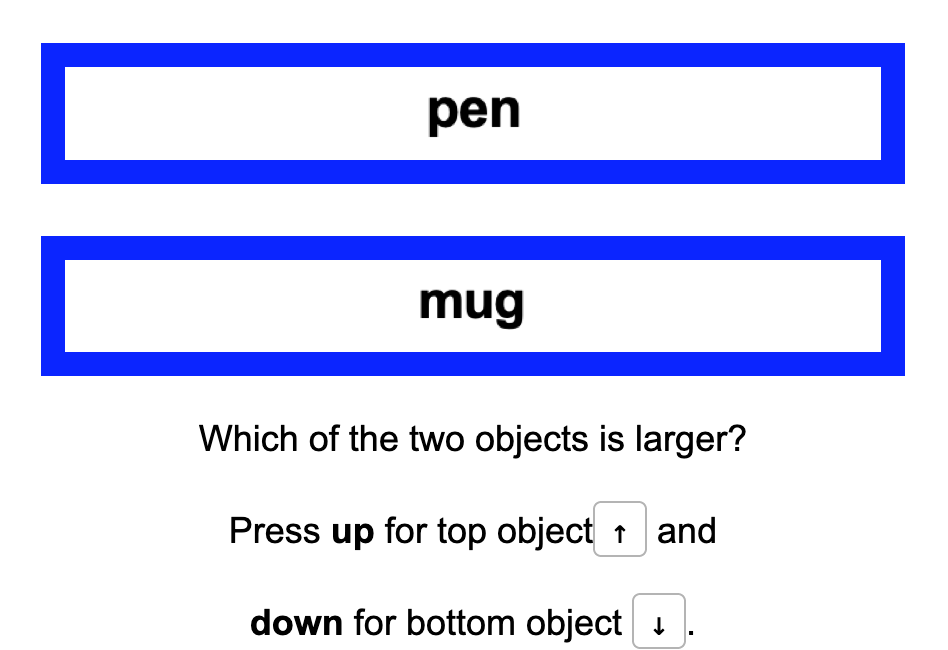 pen
mug
Which of the two objects is larger?
Press up for top object ↑ and
down for bottom object ↓.